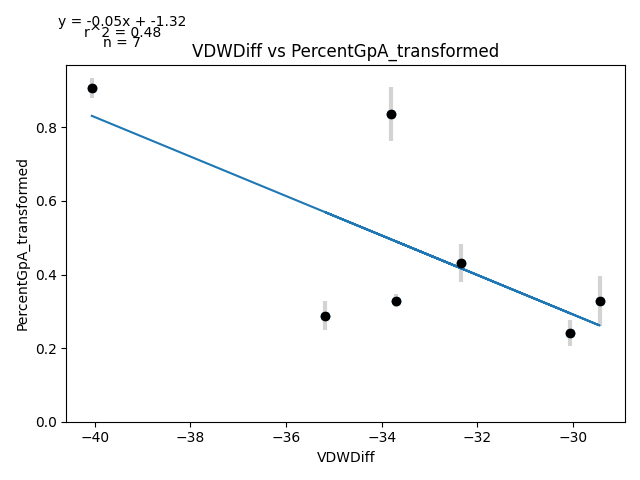 y = -0.05x + -1.32
r^2 = 0.48
n = 7
VDWDiff vs PercentGpA_transformed
PercentGpA_transformed
0.8
0.6
0.4
0.2
0.0
−40 −38 −36 −34 −32 −30
VDWDiff